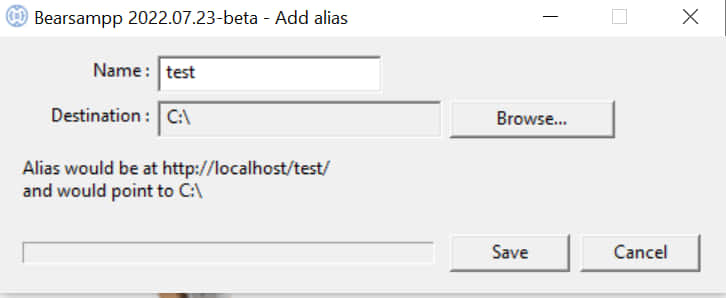 Bearsampp 2022.07.23-beta - Add alias
Name : test
Destination : C:\ Browse...
Alias would be at http://localhost/test/
and would point to C:\
Save Cancel